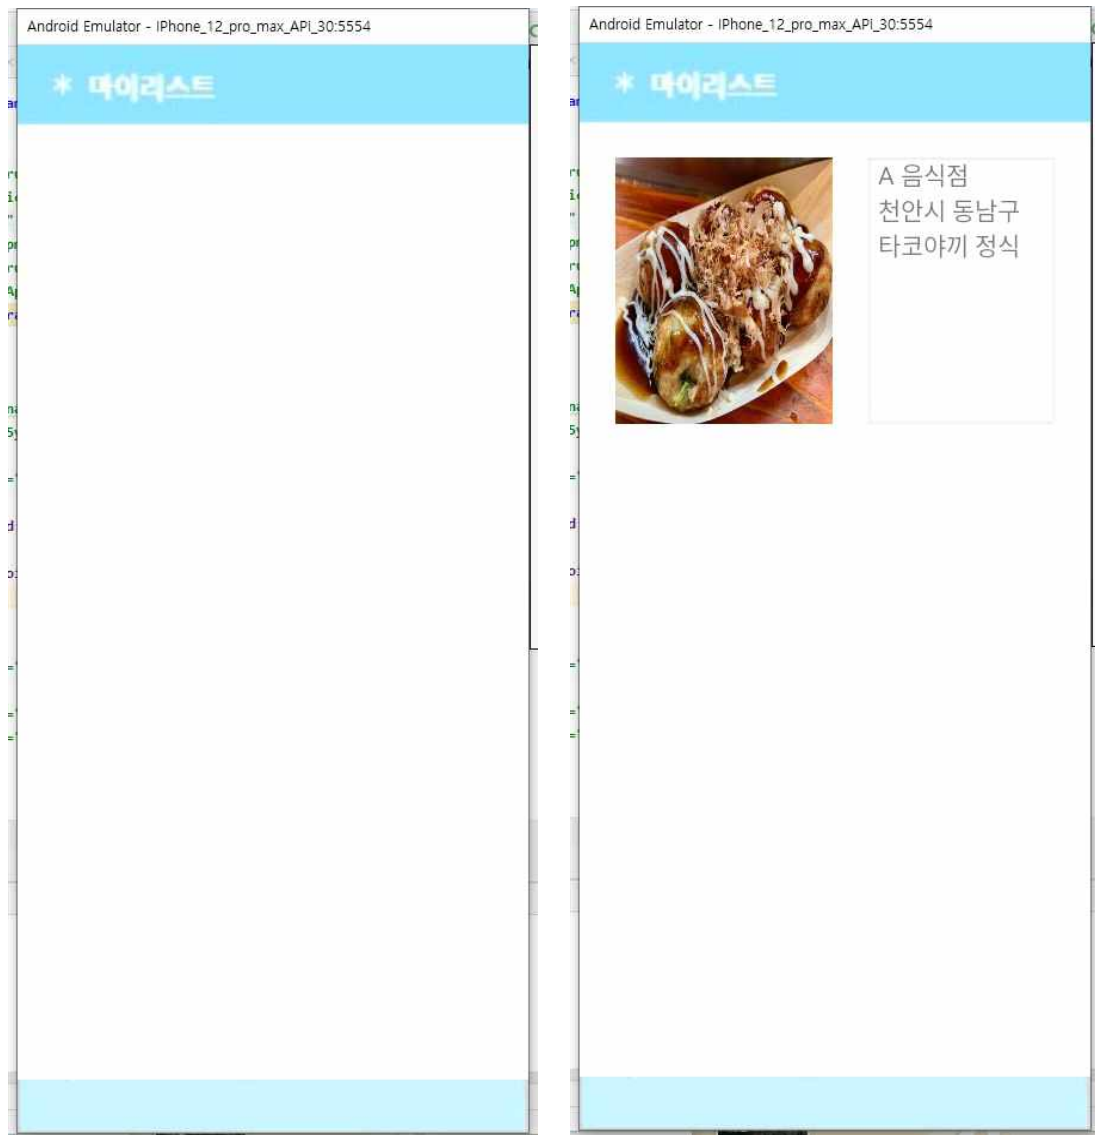 Android Emulator - IPhone_12_pro_max_API_30:5554
* 마이리스트
Android Emulator - IPhone_12_pro_max_API_30:5554
* 마이리스트
A 음식점
천안시 동남구
타코야끼 정식